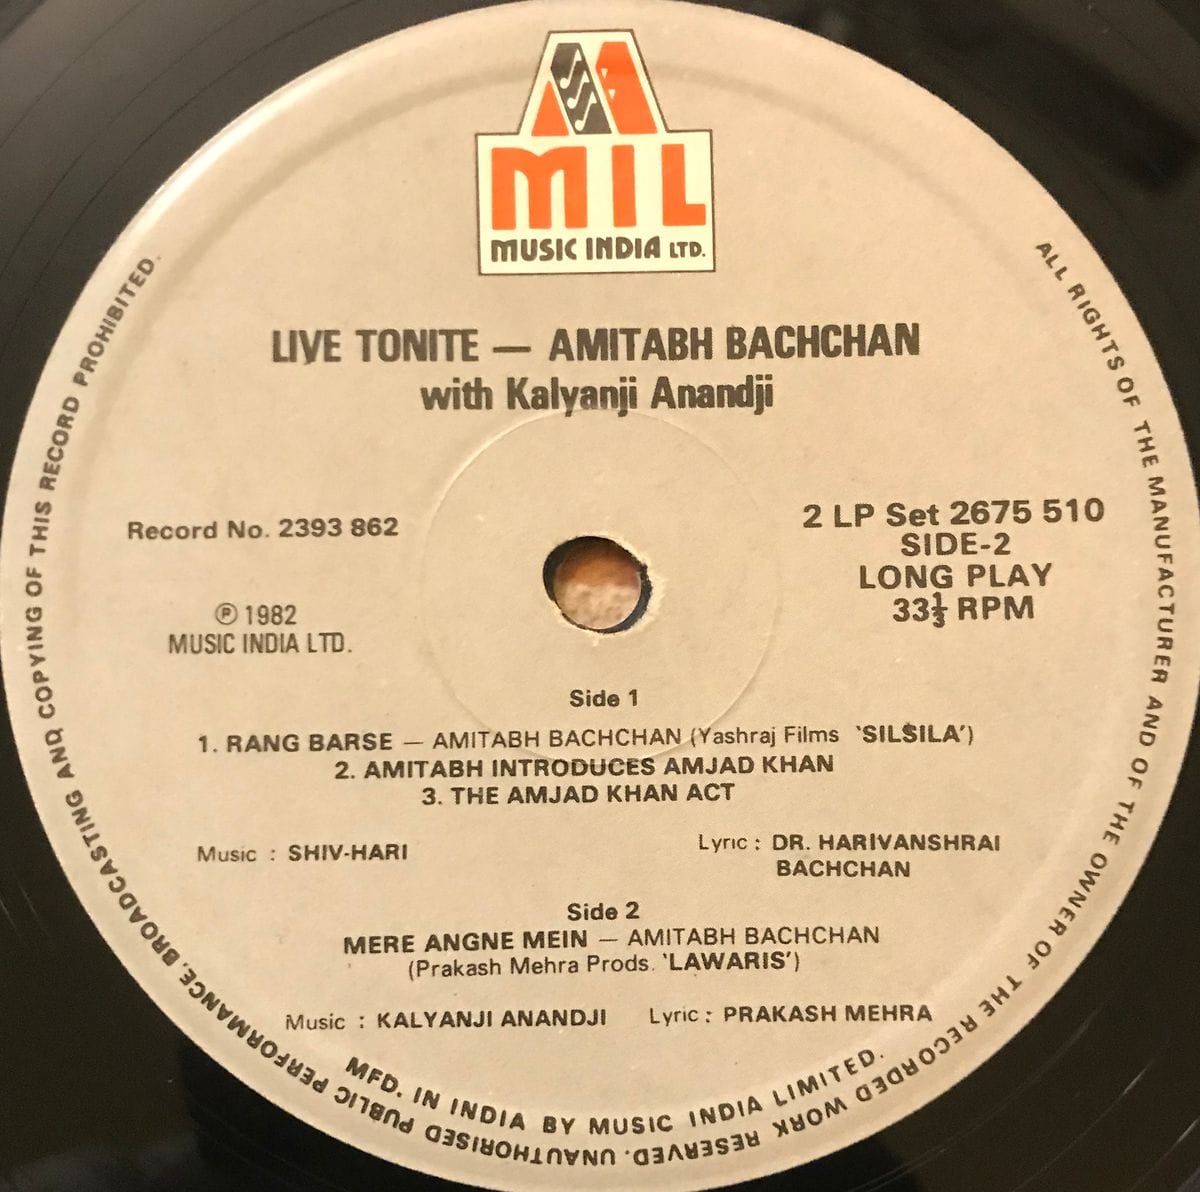 MIL
MUSIC INDIA LTD.
LIVE TONITE — AMITABH BACHCHAN
with Kalyanji Anandji
Record No. 2393 862
℗ 1982
MUSIC INDIA LTD.
2 LP Set 2675 510
SIDE-2
LONG PLAY
33⅓ RPM
Side 1
1. RANG BARSE — AMITABH BACHCHAN (Yashraj Films 'SILSILA')
2. AMITABH INTRODUCES AMJAD KHAN
3. THE AMJAD KHAN ACT
Music : SHIV-HARI
Lyric : DR. HARIVANSHRAI
BACHCHAN
Side 2
MERE ANGNE MEIN — AMITABH BACHCHAN
(Prakash Mehra Prods. 'LAWARIS')
Music : KALYANJI ANANDJI Lyric : PRAKASH MEHRA
MFD. IN INDIA BY MUSIC INDIA LIMITED.
ALL RIGHTS OF THE MANUFACTURER AND OF THE OWNER OF THE RECORDED WORK RESERVED. UNAUTHORISED PUBLIC PERFORMANCE, BROADCASTING AND COPYING OF THIS RECORD PROHIBITED.